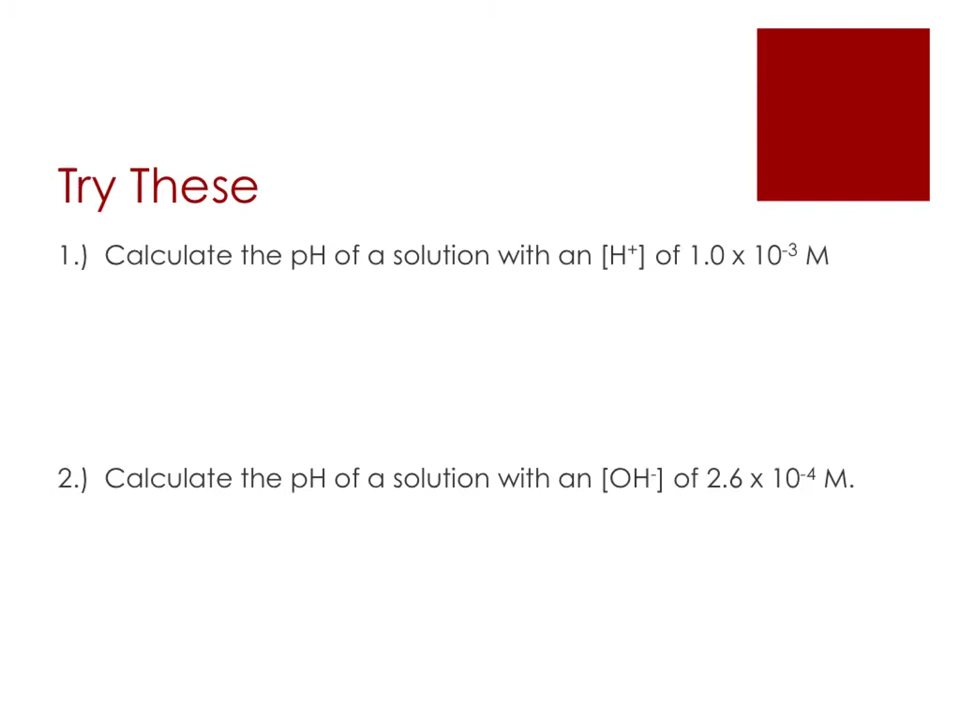 Try These
1.) Calculate the pH of a solution with an [H⁺] of 1.0 x 10⁻³ M
2.) Calculate the pH of a solution with an [OH⁻] of 2.6 x 10⁻⁴ M.